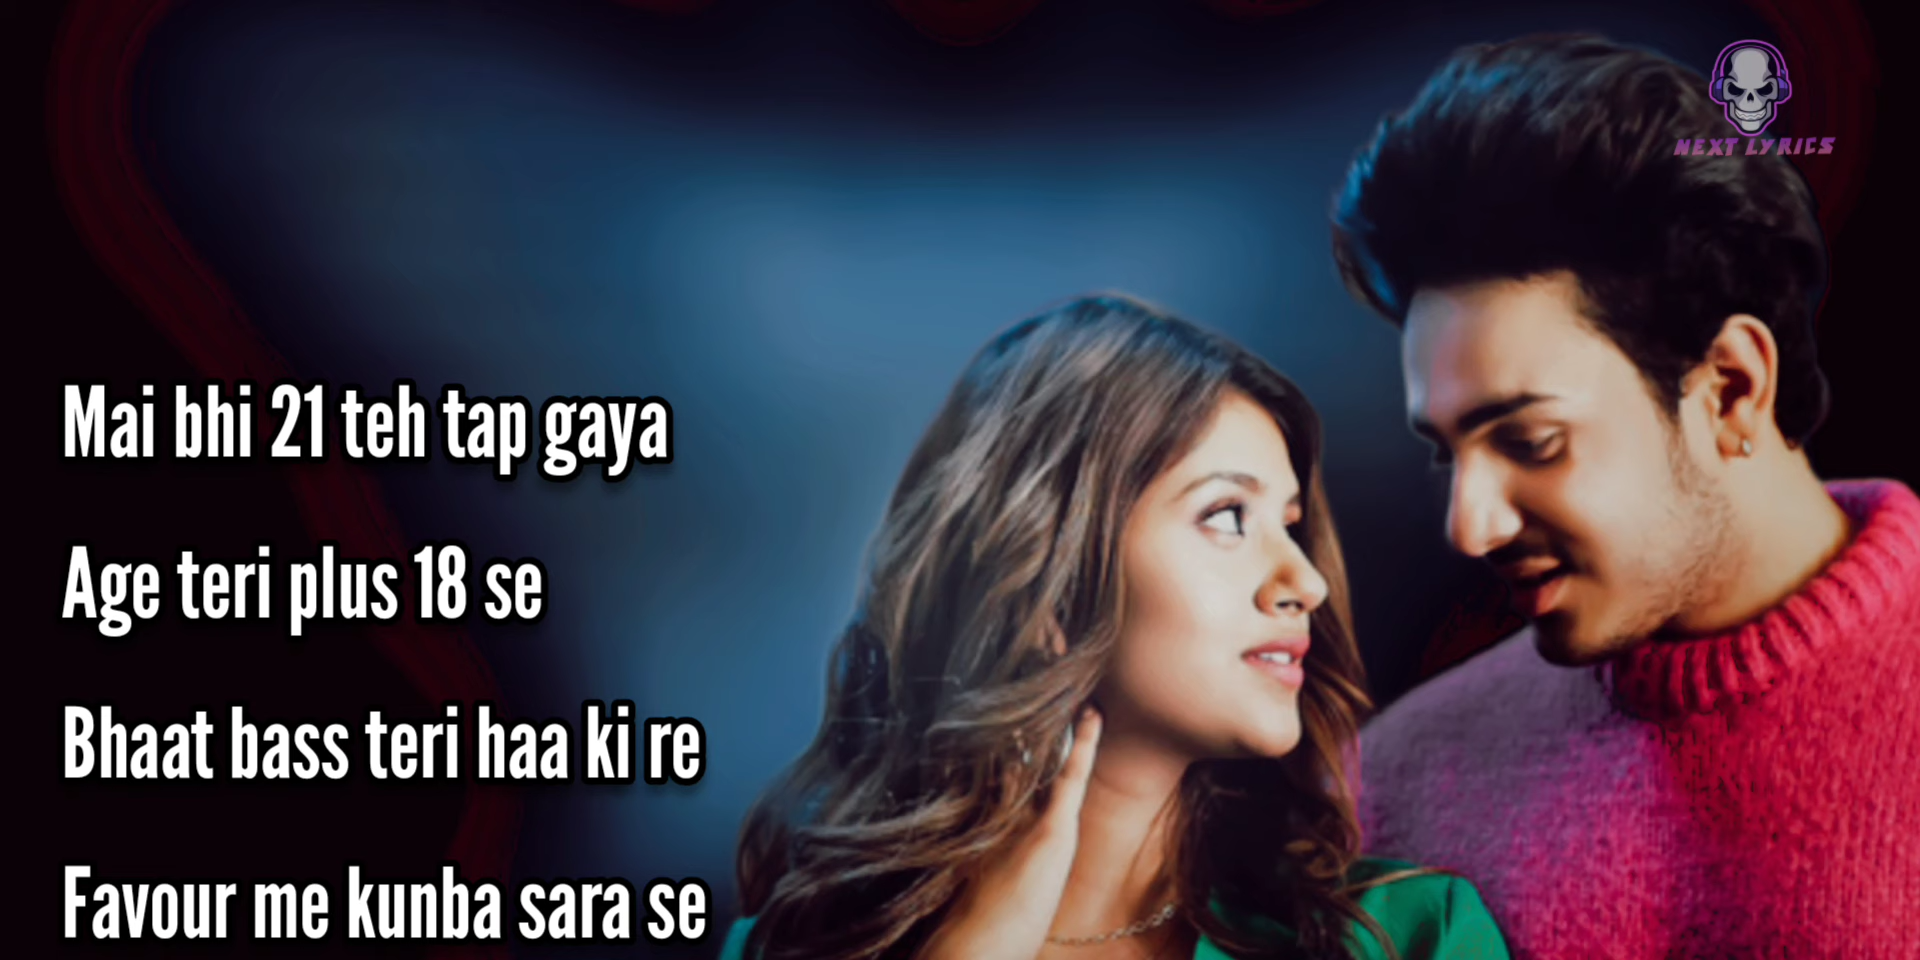 NEXT LYRICS
Mai bhi 21 teh tap gaya
Age teri plus 18 se
Bhaat bass teri haa ki re
Favour me kunba sara se